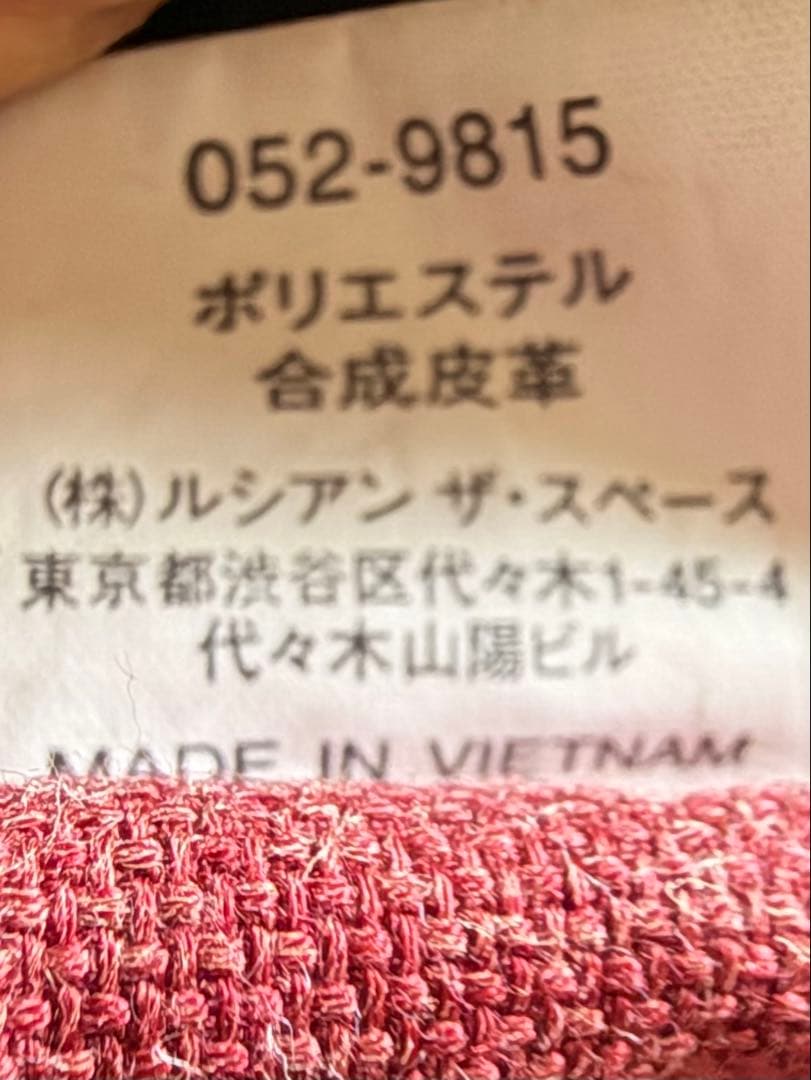 052-9815
ポリエステル
合成皮革
(株)ルシアン ザ・スペース
東京都渋谷区代々木1-45-4
代々木山陽ビル
MADE IN VIETNAM